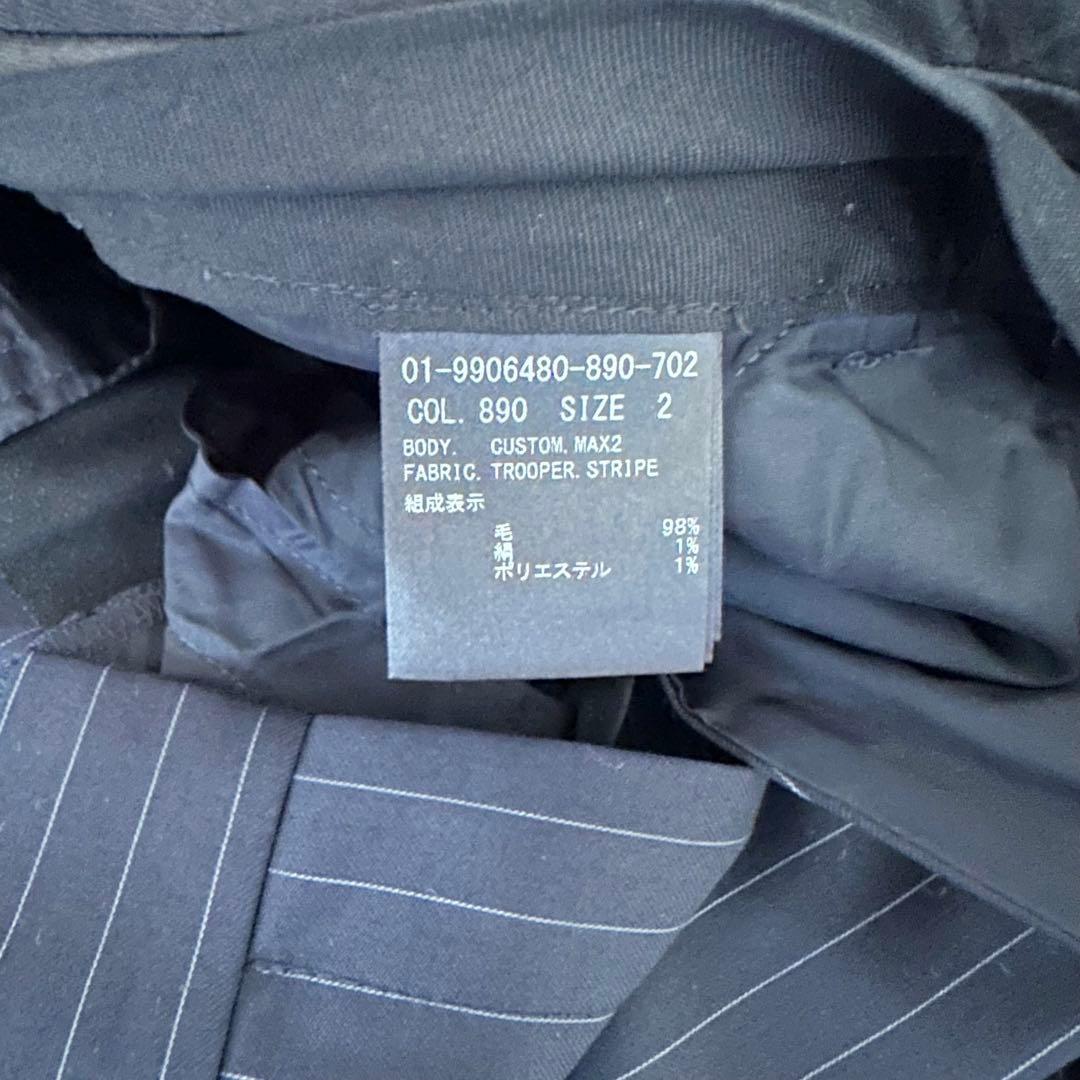 01-9906480-890-702
COL. 890 SIZE 2
BODY. CUSTOM. MAX2
FABRIC. TROOPER. STRIPE
組成表示
毛 98%
絹 1%
ポリエステル 1%